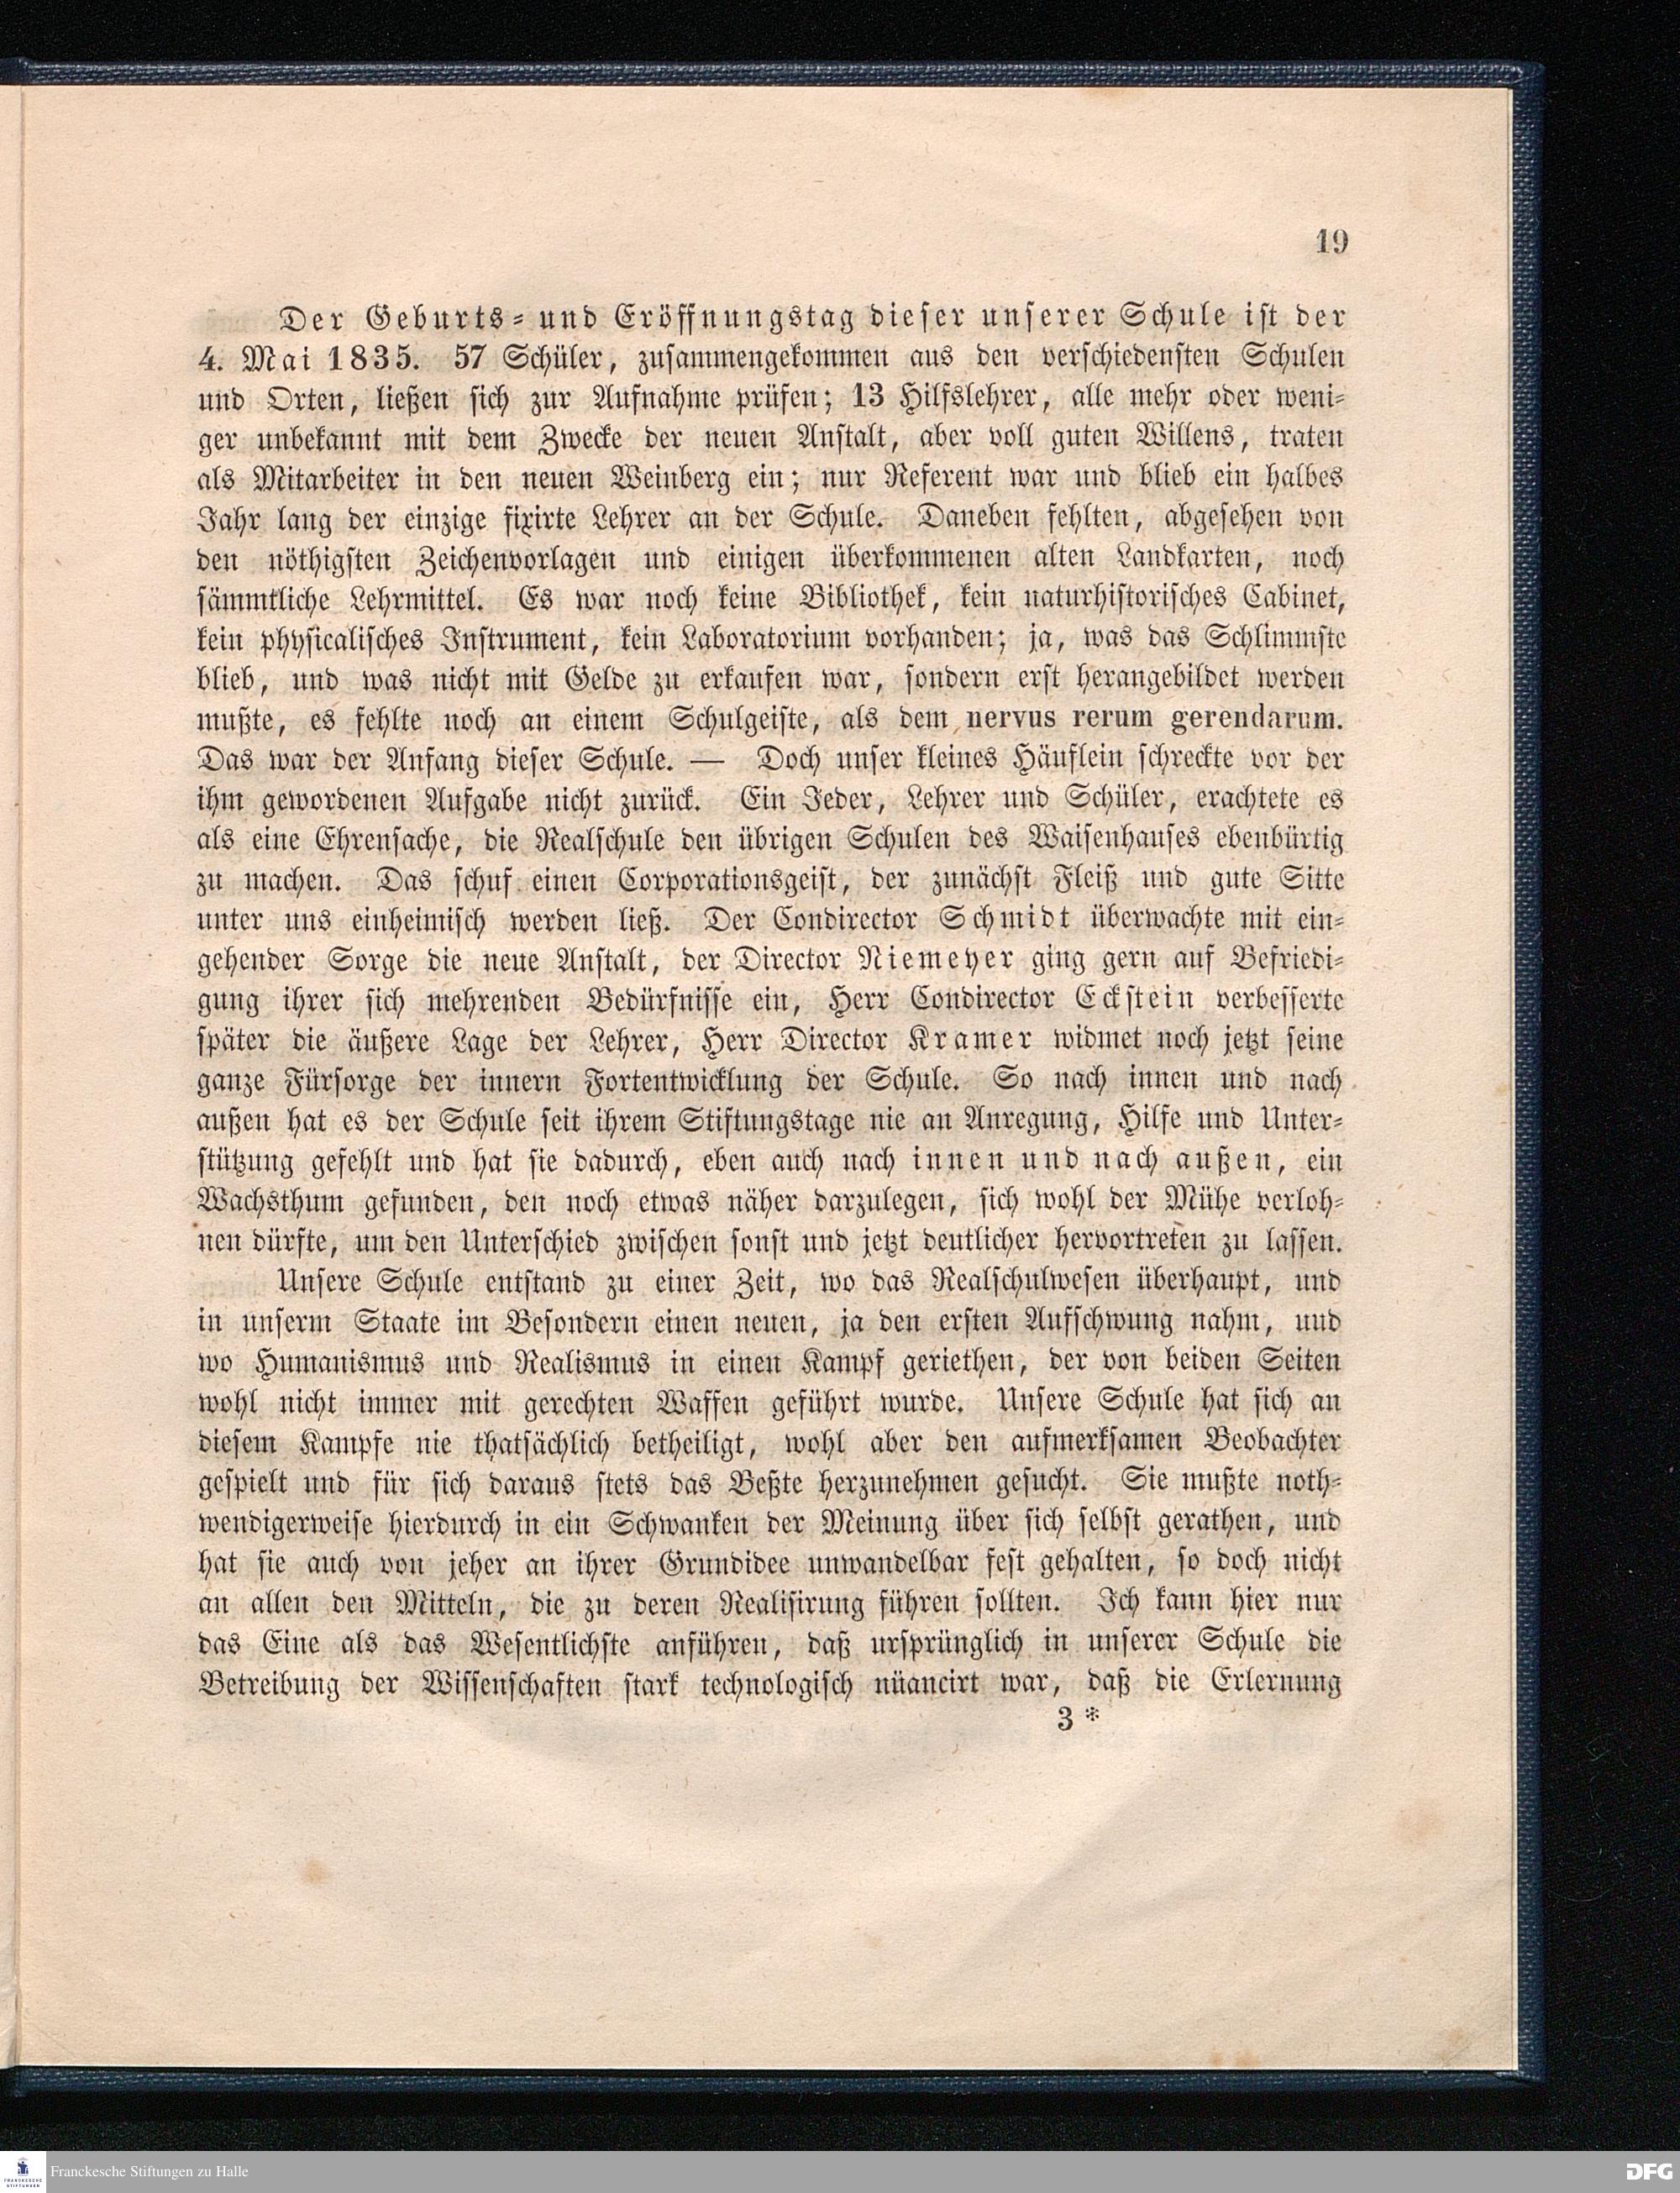 19
Der Geburts- und Eröffnungstag dieser unserer Schule ist der
4. Mai 1835. 57 Schüler, zusammengekommen aus den verschiedensten Schulen
und Orten, ließen sich zur Aufnahme prüfen; 13 Hilfslehrer, alle mehr oder weni-
ger unbekannt mit dem Zwecke der neuen Anstalt, aber voll guten Willens, traten
als Mitarbeiter in den neuen Weinberg ein; nur Referent war und blieb ein halbes
Jahr lang der einzige fixirte Lehrer an der Schule. Daneben fehlten, abgesehen von
den nöthigsten Zeichenvorlagen und einigen überkommenen alten Landkarten, noch
sämmtliche Lehrmittel. Es war noch keine Bibliothek, kein naturhistorisches Cabinet,
kein physicalisches Instrument, kein Laboratorium vorhanden; ja, was das Schlimmste
blieb, und was nicht mit Gelde zu erkaufen war, sondern erst herangebildet werden
mußte, es fehlte noch an einem Schulgeiste, als dem nervus rerum gerendarum.
Das war der Anfang dieser Schule. — Doch unser kleines Häuflein schreckte vor der
ihm gewordenen Aufgabe nicht zurück. Ein Jeder, Lehrer und Schüler, erachtete es
als eine Ehrensache, die Realschule den übrigen Schulen des Waisenhauses ebenbürtig
zu machen. Das schuf einen Corporationsgeist, der zunächst Fleiß und gute Sitte
unter uns einheimisch werden ließ. Der Condirector Schmidt überwachte mit ein-
gehender Sorge die neue Anstalt, der Director Niemeyer ging gern auf Befriedi-
gung ihrer sich mehrenden Bedürfnisse ein, Herr Condirector Eckstein verbesserte
später die äußere Lage der Lehrer, Herr Director Kramer widmet noch jetzt seine
ganze Fürsorge der innern Fortentwicklung der Schule. So nach innen und nach
außen hat es der Schule seit ihrem Stiftungstage nie an Anregung, Hilfe und Unter-
stützung gefehlt und hat sie dadurch, eben auch nach innen und nach außen, ein
Wachsthum gefunden, den noch etwas näher darzulegen, sich wohl der Mühe verloh-
nen dürfte, um den Unterschied zwischen sonst und jetzt deutlicher hervortreten zu lassen.
Unsere Schule entstand zu einer Zeit, wo das Realschulwesen überhaupt, und
in unserm Staate im Besondern einen neuen, ja den ersten Aufschwung nahm, und
wo Humanismus und Realismus in einen Kampf geriethen, der von beiden Seiten
wohl nicht immer mit gerechten Waffen geführt wurde. Unsere Schule hat sich an
diesem Kampfe nie thatsächlich betheiligt, wohl aber den aufmerksamen Beobachter
gespielt und für sich daraus stets das Beßte herzunehmen gesucht. Sie mußte noth-
wendigerweise hierdurch in ein Schwanken der Meinung über sich selbst gerathen, und
hat sie auch von jeher an ihrer Grundidee unwandelbar fest gehalten, so doch nicht
an allen den Mitteln, die zu deren Realisirung führen sollten. Ich kann hier nur
das Eine als das Wesentlichste anführen, daß ursprünglich in unserer Schule die
Betreibung der Wissenschaften stark technologisch nüancirt war, daß die Erlernung
3 *
FRANCKESCHE
STIFTUNGEN
Franckesche Stiftungen zu Halle
DFG